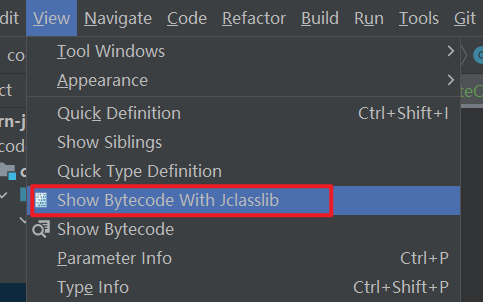 dit View Navigate Code Refactor Build Run Tools Git
co
Tool Windows
Appearance
ct
Quick Definition Ctrl+Shift+I
rn-j
Show Siblings
cod
Quick Type Definition
Show Bytecode With Jclasslib
Show Bytecode
Parameter Info Ctrl+P
Type Info Ctrl+Shift+P